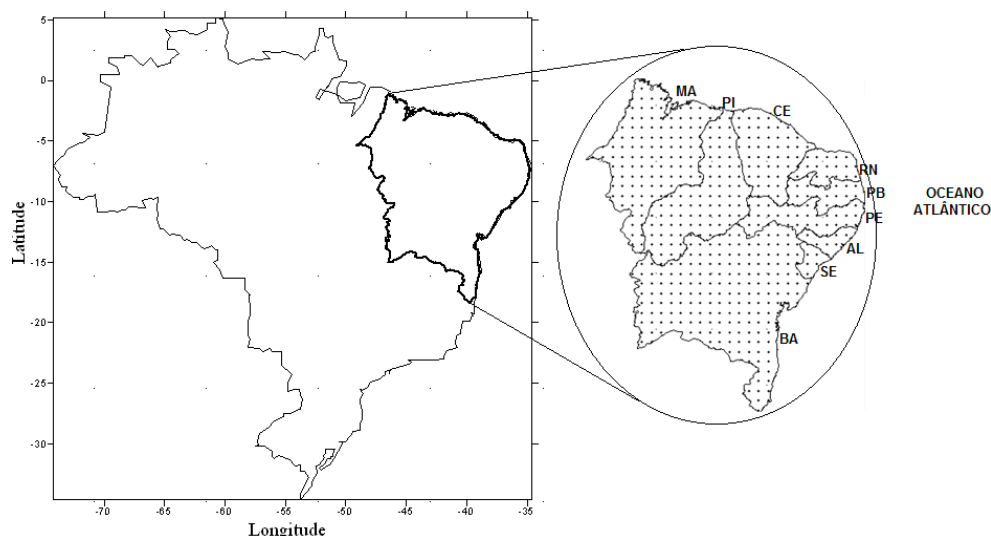 5
0
-5
-10
-15
-20
-25
-30
Latitude
-70
-65
-60
-55
-50
-45
-40
-35
Longitude
MA
PI
CE
RN
PB
PE
AL
SE
BA
OCEANO
ATLÂNTICO